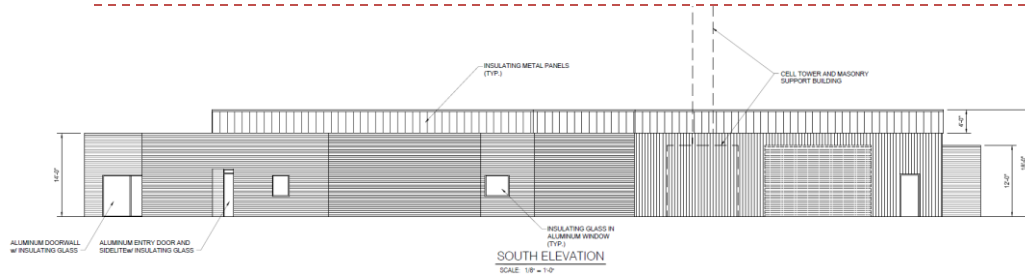 INSULATING METAL PANELS
(TYP.)
CELL TOWER AND MASONRY
SUPPORT BUILDING
4'-0"
14'-0"
12'-0"
18'-0"
ALUMINUM DOORWALL
w/ INSULATING GLASS
ALUMINUM ENTRY DOOR AND
SIDELITEw/ INSULATING GLASS
INSULATING GLASS IN
ALUMINUM WINDOW
(TYP.)
SOUTH ELEVATION
SCALE 1/8" = 1'-0"